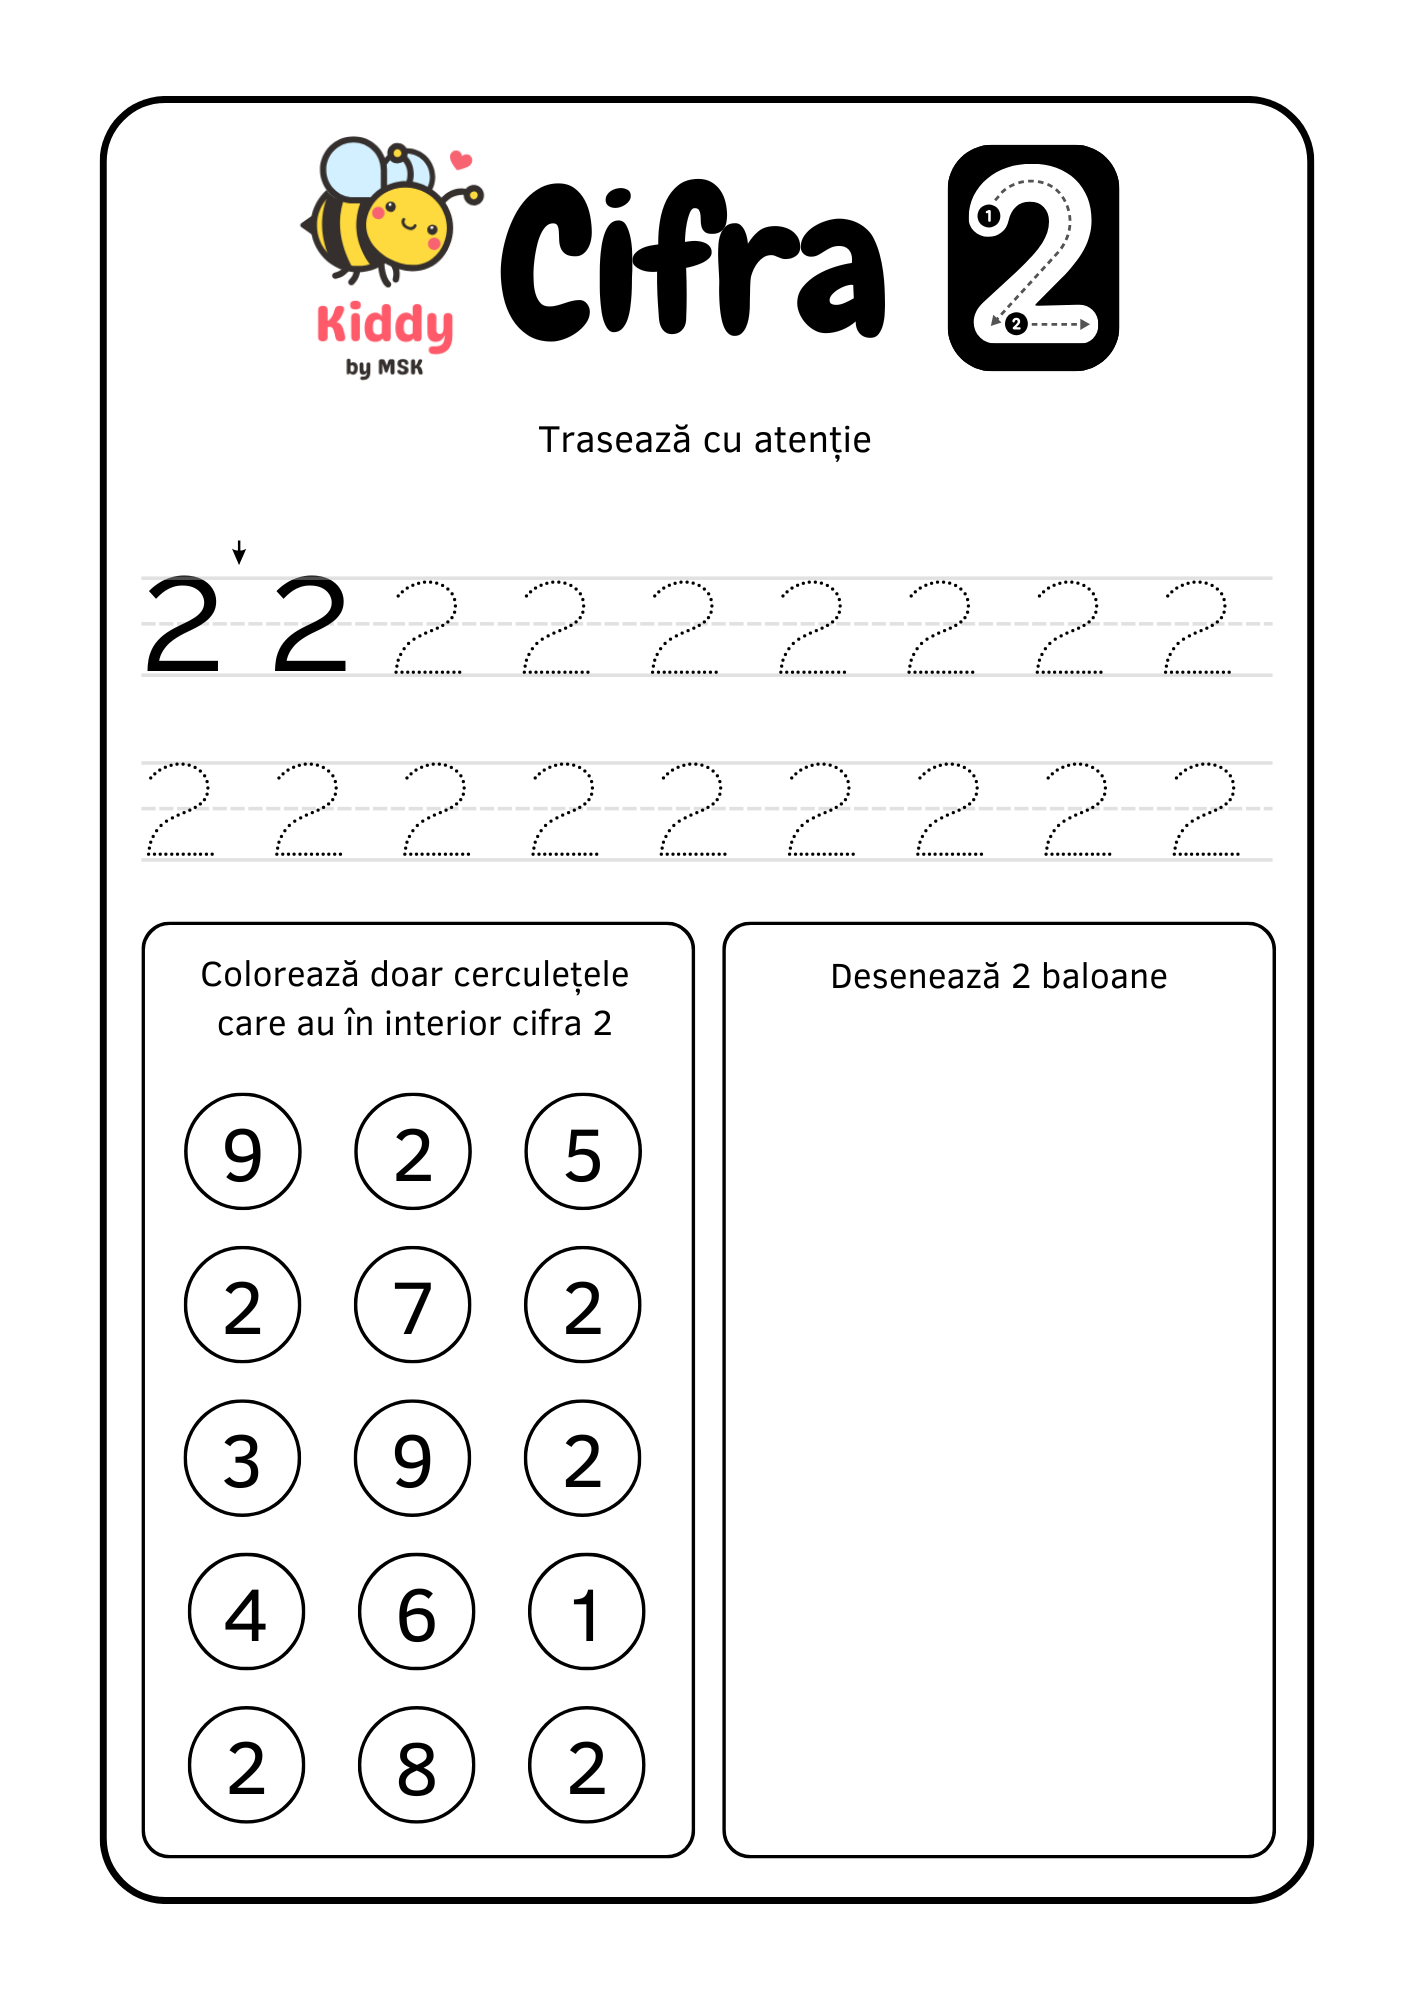 Kiddy
by MSK
Cifra 2
1
2
Trasează cu atenție
2 2 2 2 2 2 2 2 2
2 2 2 2 2 2 2 2 2
Colorează doar cerculețele
care au în interior cifra 2
9 2 5
2 7 2
3 9 2
4 6 1
2 8 2
Desenează 2 baloane